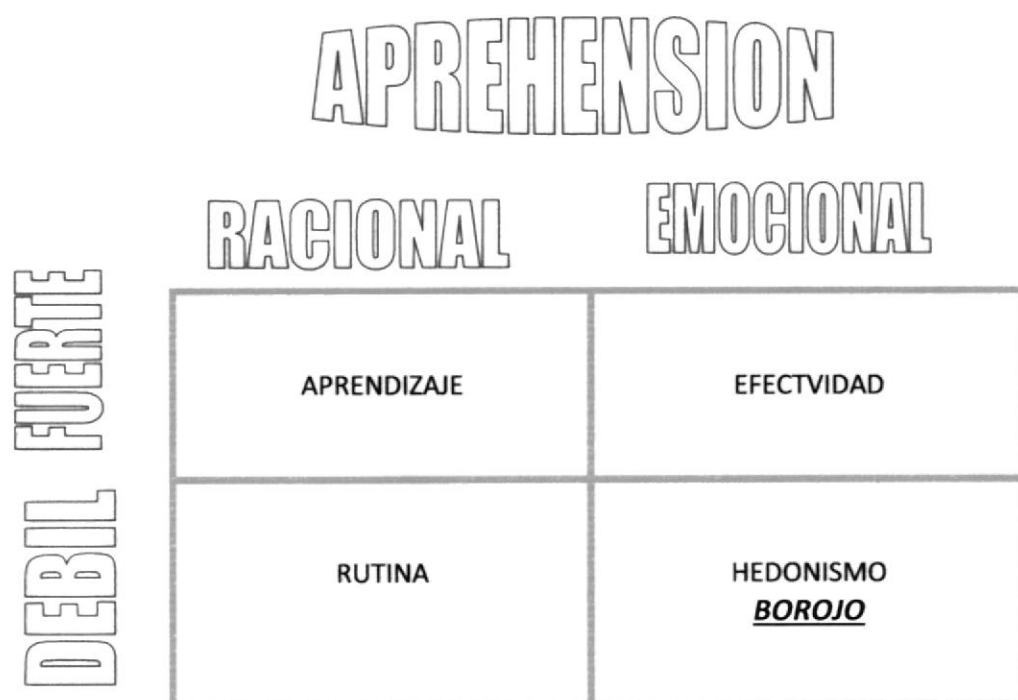 APREHENSION
RACIONAL EMOCIONAL
FUERTE
APRENDIZAJE EFECTVIDAD
DEBIL
RUTINA HEDONISMO
BOROJO